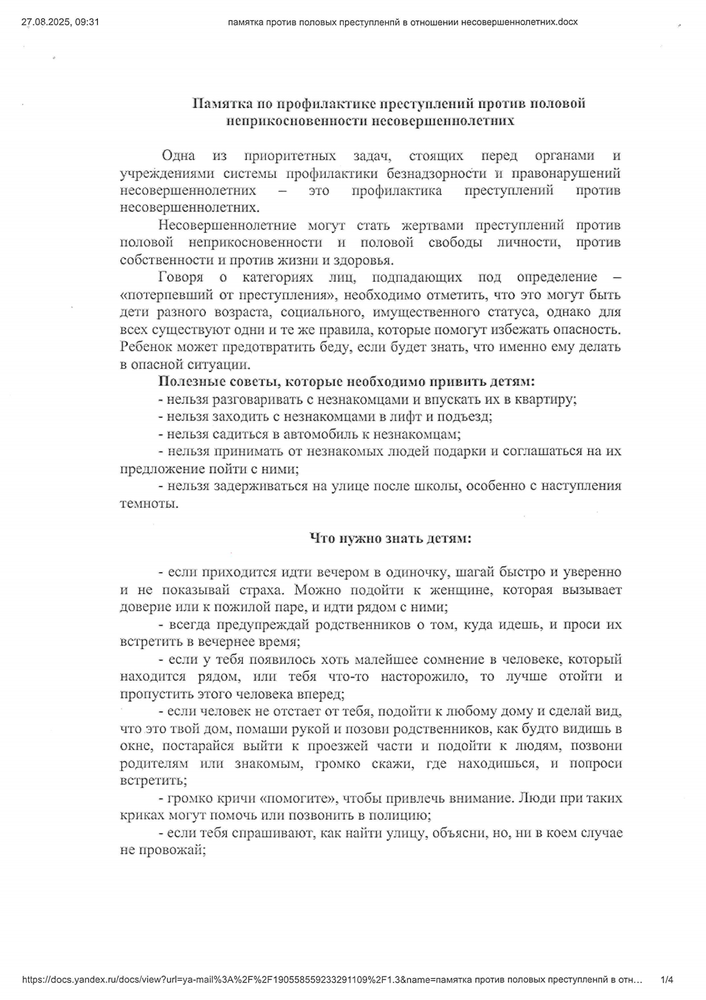 27.08.2025, 09:31
памятка против половых преступленпй в отношении несовершеннолетних.docx
Памятка по профилактике преступлений против половой
неприкосновенности несовершеннолетних
Одна из приоритетных задач, стоящих перед органами и
учреждениями системы профилактики безнадзорности и правонарушений
несовершеннолетних – это профилактика преступлений против
несовершеннолетних.
Несовершеннолетние могут стать жертвами преступлений против
половой неприкосновенности и половой свободы личности, против
собственности и против жизни и здоровья.
Говоря о категориях лиц, подпадающих под определение –
«потерпевший от преступления», необходимо отметить, что это могут быть
дети разного возраста, социального, имущественного статуса, однако для
всех существуют одни и те же правила, которые помогут избежать опасность.
Ребенок может предотвратить беду, если будет знать, что именно ему делать
в опасной ситуации.
Полезные советы, которые необходимо привить детям:
- нельзя разговаривать с незнакомцами и впускать их в квартиру;
- нельзя заходить с незнакомцами в лифт и подъезд;
- нельзя садиться в автомобиль к незнакомцам;
- нельзя принимать от незнакомых людей подарки и соглашаться на их
предложение пойти с ними;
- нельзя задерживаться на улице после школы, особенно с наступления
темноты.
Что нужно знать детям:
- если приходится идти вечером в одиночку, шагай быстро и уверенно
и не показывай страха. Можно подойти к женщине, которая вызывает
доверие или к пожилой паре, и идти рядом с ними;
- всегда предупреждай родственников о том, куда идешь, и проси их
встретить в вечернее время;
- если у тебя появилось хоть малейшее сомнение в человеке, который
находится рядом, или тебя что-то насторожило, то лучше отойти и
пропустить этого человека вперед;
- если человек не отстает от тебя, подойти к любому дому и сделай вид,
что это твой дом, помаши рукой и позови родственников, как будто видишь в
окне, постарайся выйти к проезжей части и подойти к людям, позвони
родителям или знакомым, громко скажи, где находишься, и попроси
встретить;
- громко кричи «помогите», чтобы привлечь внимание. Люди при таких
криках могут помочь или позвонить в полицию;
- если тебя спрашивают, как найти улицу, объясни, но, ни в коем случае
не провожай;
https://docs.yandex.ru/docs/view?url=ya-mail%3A%2F%2F190558559233291109%2F1.3&name=памятка против половых преступленпй в отн…
1/4